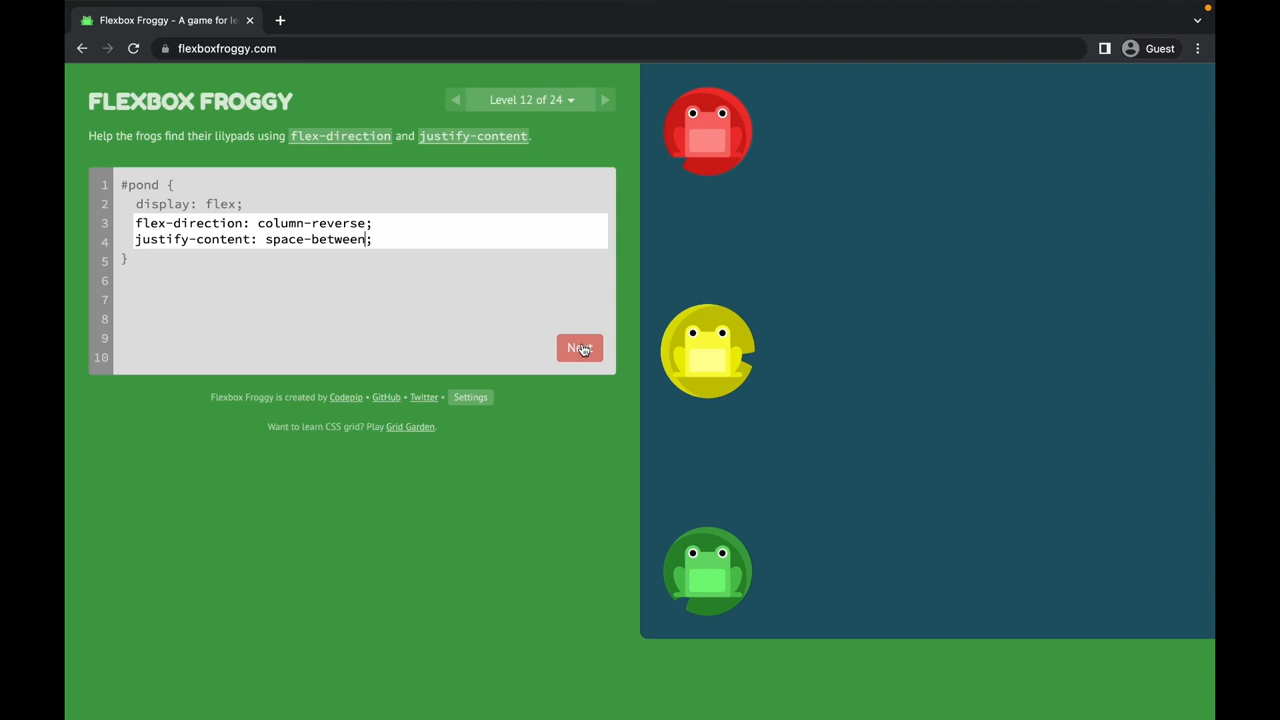 Flexbox Froggy - A game for le
flexboxfroggy.com
Guest
FLEXBOX FROGGY
Level 12 of 24
Help the frogs find their lilypads using flex-direction and justify-content.
1 #pond {
2 display: flex;
3 flex-direction: column-reverse;
4 justify-content: space-between;
5 }
6
7
8
9
10
Flexbox Froggy is created by Codepip • GitHub • Twitter • Settings
Want to learn CSS grid? Play Grid Garden.